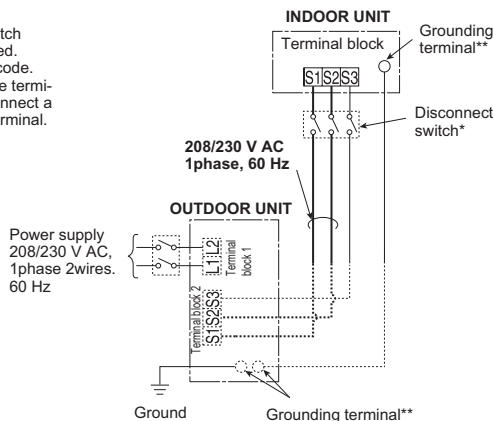 tch
ed.
code.
e termi-
nnect a
erminal.
INDOOR UNIT
Terminal block
Grounding
terminal**
S1 S2 S3
Disconnect
switch*
208/230 V AC
1phase, 60 Hz
OUTDOOR UNIT
Power supply
208/230 V AC,
1phase 2wires.
60 Hz
L1 L2
Terminal
block 1
Terminal block 2
S1 S2 S3
Ground
Grounding terminal**